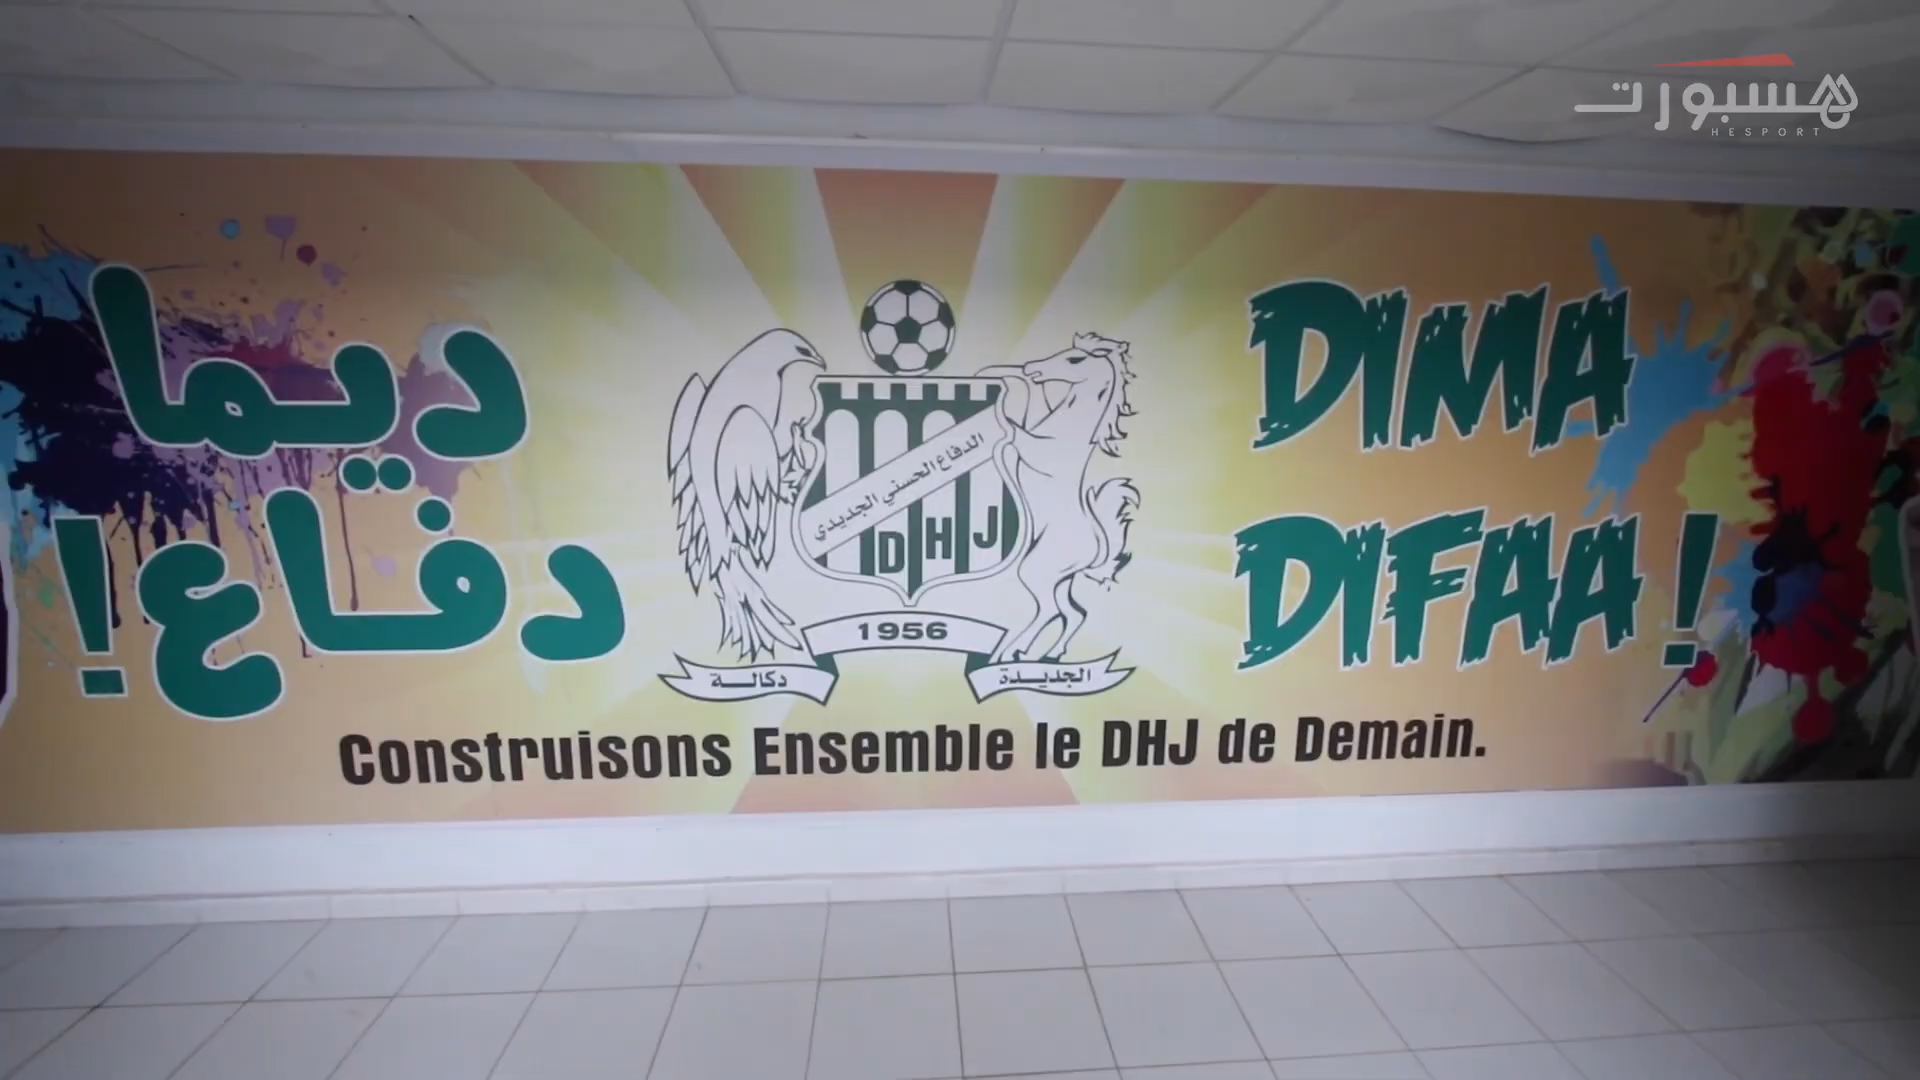 هسبورت
HESPORT
ديما
دفاع!
DIMA
DIFAA!
الدفاع الحسني الجديدي
DHJ
1956
دكالة
الجديدة
Construisons Ensemble le DHJ de Demain.